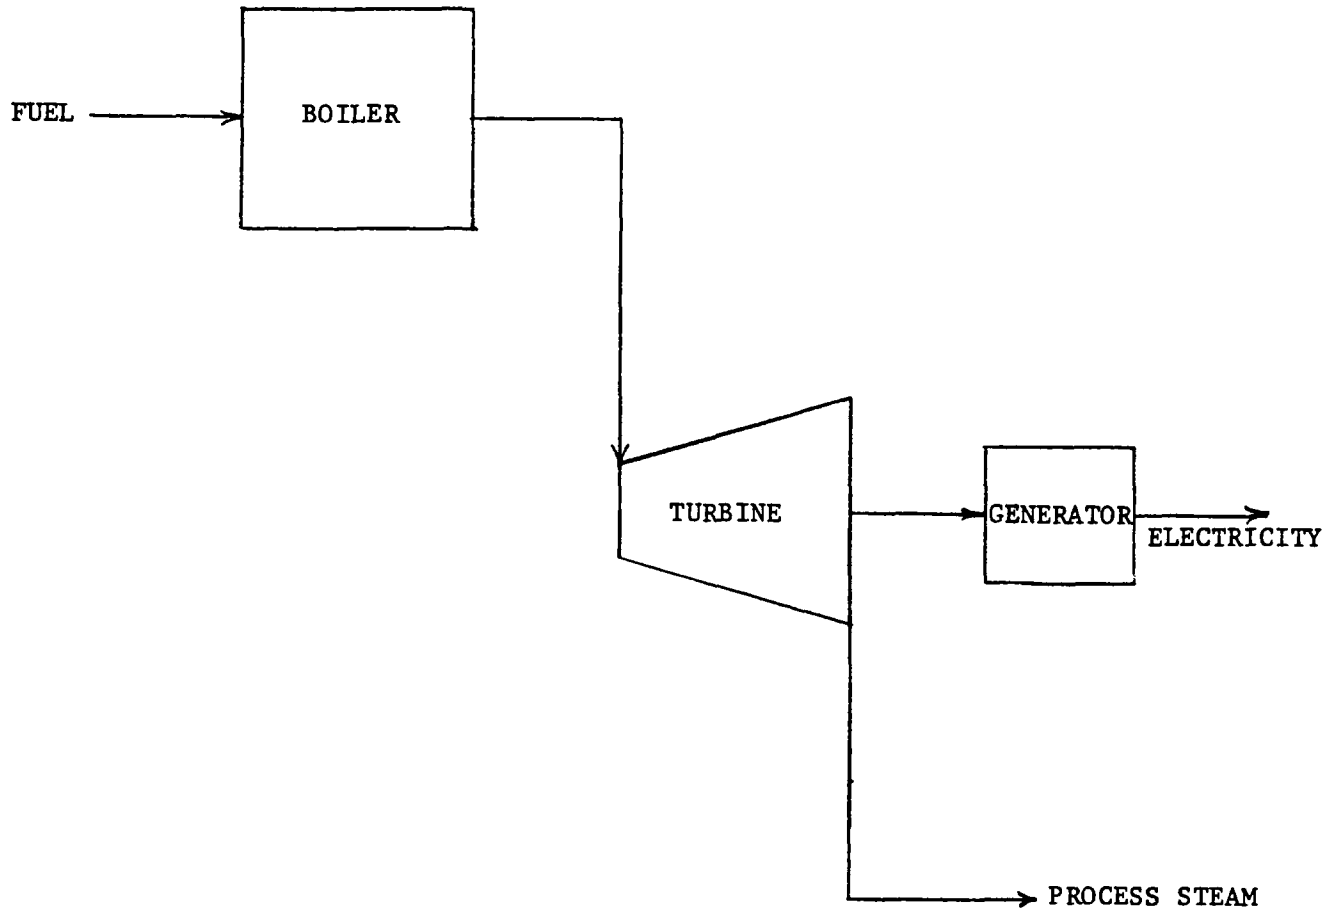 FUEL
BOILER
TURBINE
GENERATOR
ELECTRICITY
PROCESS STEAM